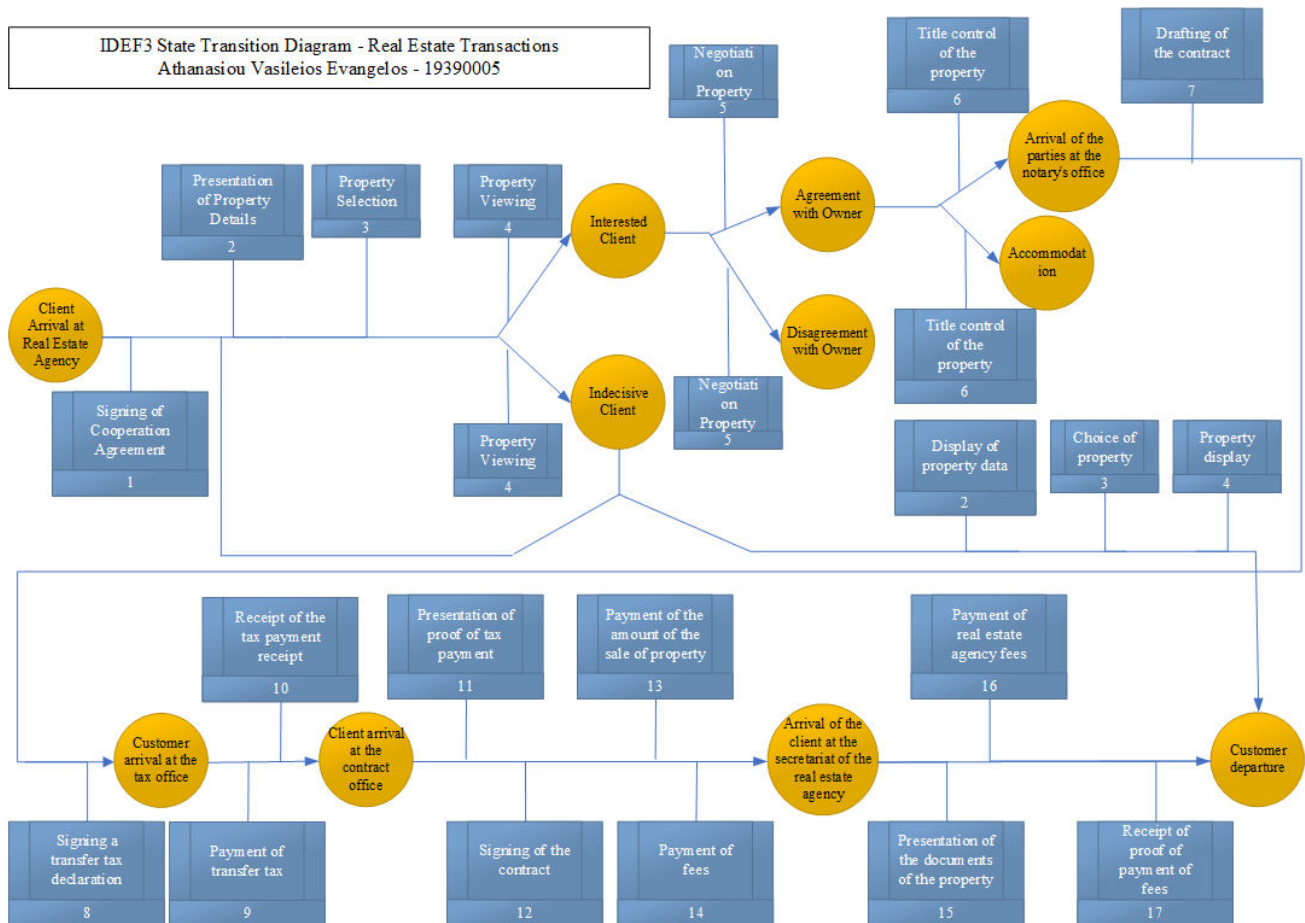 IDEF3 State Transition Diagram - Real Estate Transactions
Athanasiou Vasileios Evangelos - 19390005
Negotiati
on
Property
5
Title control
of the
property
6
Drafting of
the contract
7
Presentation
of Property
Details
2
Property
Selection
3
Property
Viewing
4
Interested
Client
Agreement
with Owner
Arrival of the
parties at the
notary's office
Accommodat
ion
Client
Arrival at
Real Estate
Agency
Disagreement
with Owner
Title control
of the
property
6
Signing of
Cooperation
Agreement
1
Property
Viewing
4
Indecisive
Client
Negotiati
on
Property
5
Display of
property data
2
Choice of
property
3
Property
display
4
Receipt of the
tax payment
receipt
10
Presentation of
proof of tax
payment
11
Payment of the
amount of the
sale of property
13
Payment of
real estate
agency fees
16
Customer
arrival at the
tax office
Client arrival
at the
contract
office
Arrival of the
client at the
secretariat of the
real estate
agency
Customer
departure
Signing a
transfer tax
declaration
8
Payment of
transfer tax
9
Signing of the
contract
12
Payment of
fees
14
Presentation of
the documents
of the property
15
Receipt of
proof of
payment of
fees
17